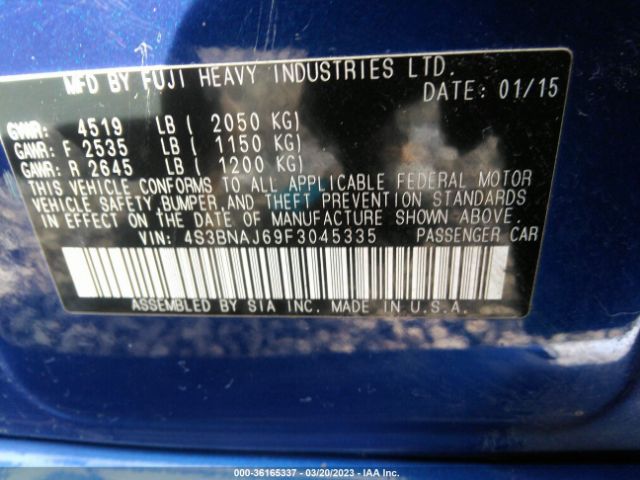 MFD BY FUJI HEAVY INDUSTRIES LTD.
DATE: 01/15
GVWR: 4519 LB ( 2050 KG)
GAWR: F 2535 LB ( 1150 KG)
GAWR: R 2645 LB ( 1200 KG)
THIS VEHICLE CONFORMS TO ALL APPLICABLE FEDERAL MOTOR
VEHICLE SAFETY, BUMPER, AND THEFT PREVENTION STANDARDS
IN EFFECT ON THE DATE OF MANUFACTURE SHOWN ABOVE.
VIN: 4S3BNAJ69F3045335 PASSENGER CAR
ASSEMBLED BY SIA INC. MADE IN U.S.A.
000-36165337 - 03/20/2023 - IAA Inc.